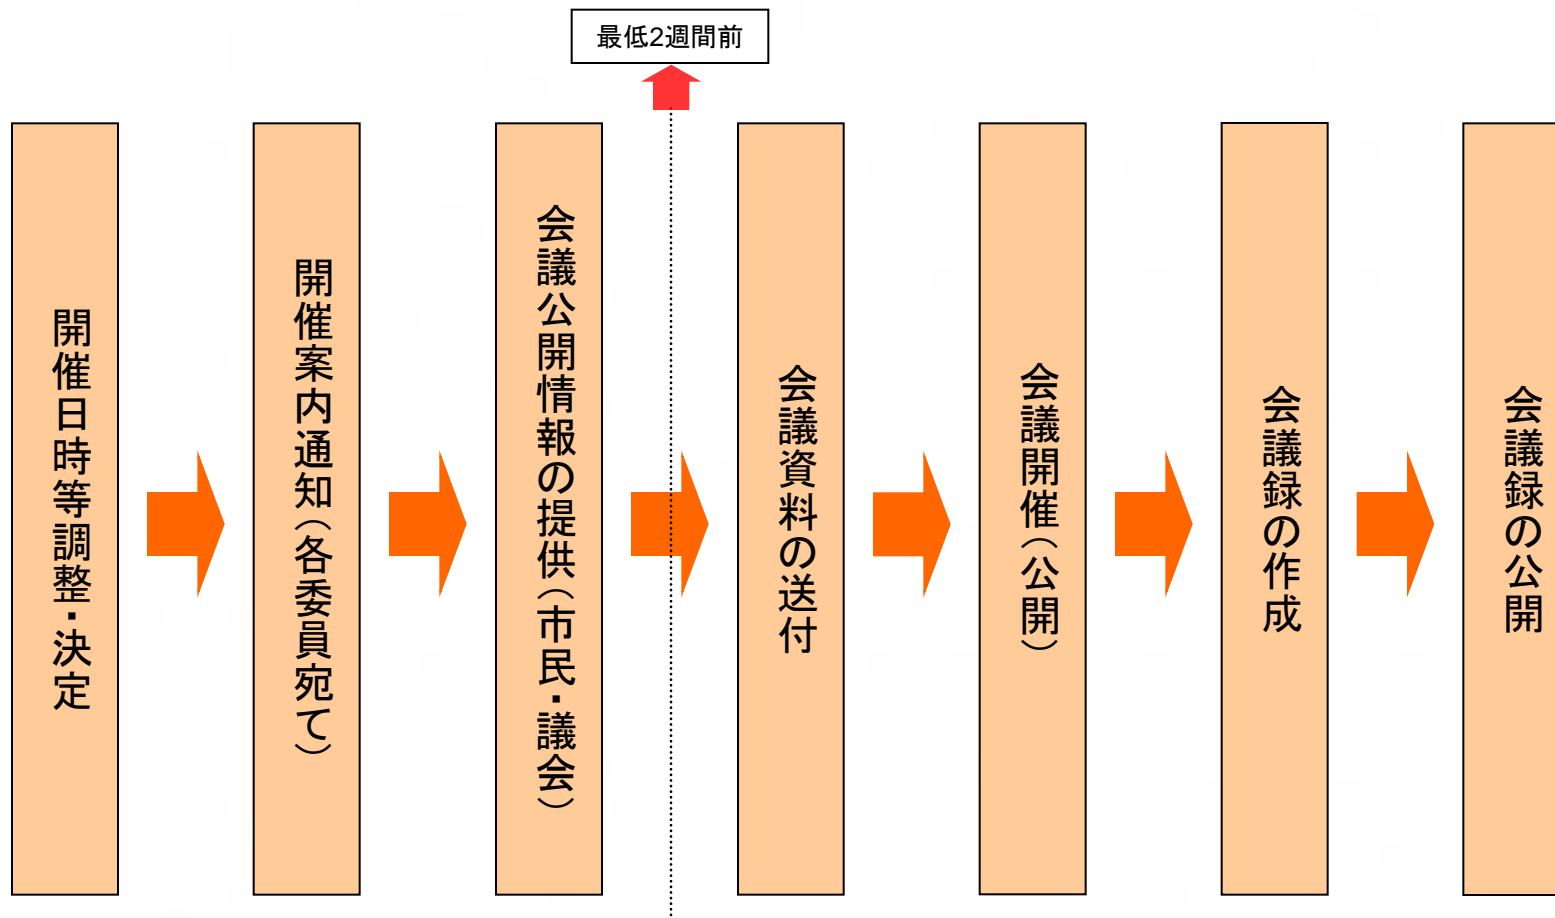 最低2週間前
開催日時等調整・決定
開催案内通知（各委員宛て）
会議公開情報の提供（市民・議会）
会議資料の送付
会議開催（公開）
会議録の作成
会議録の公開